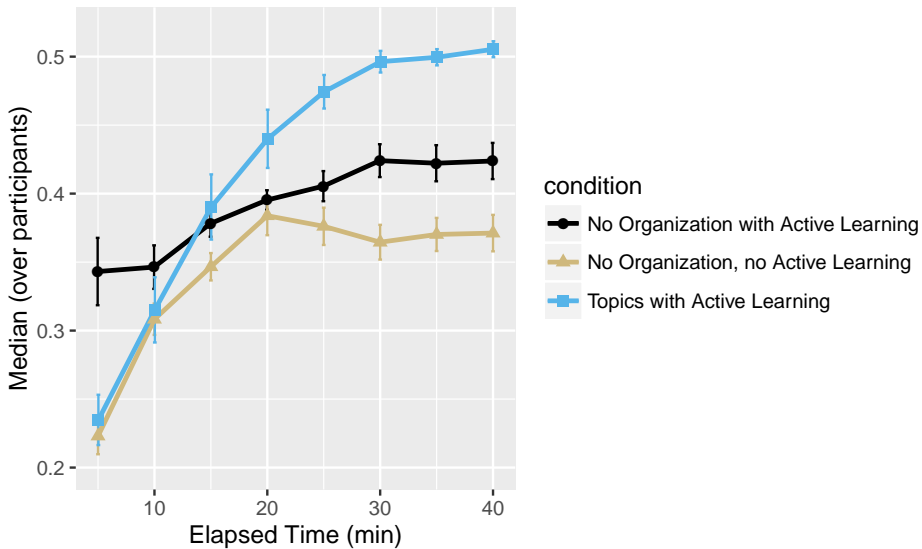 0.5
0.4
0.3
0.2
Median (over participants)
10
20
30
40
Elapsed Time (min)
condition
No Organization with Active Learning
No Organization, no Active Learning
Topics with Active Learning